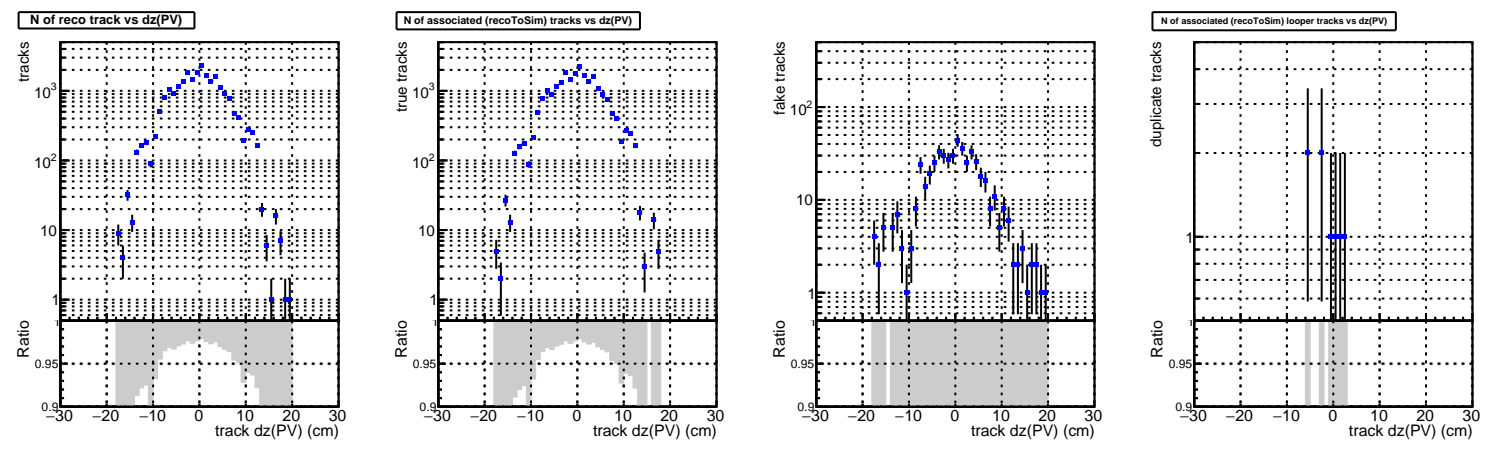 N of reco track vs dz(PV)
tracks
10³
10²
10
1
Ratio
1
0.95
0.9
−30 −20 −10 0 10 20 30
track dz(PV) (cm)
N of associated (recoToSim) tracks vs dz(PV)
true tracks
10³
10²
10
1
Ratio
1
0.95
0.9
−30 −20 −10 0 10 20 30
track dz(PV) (cm)
fake tracks
10²
10
1
Ratio
1
0.95
0.9
−30 −20 −10 0 10 20 30
track dz(PV) (cm)
N of associated (recoToSim) looper tracks vs dz(PV)
duplicate tracks
1
Ratio
1
0.95
0.9
−30 −20 −10 0 10 20 30
track dz(PV) (cm)